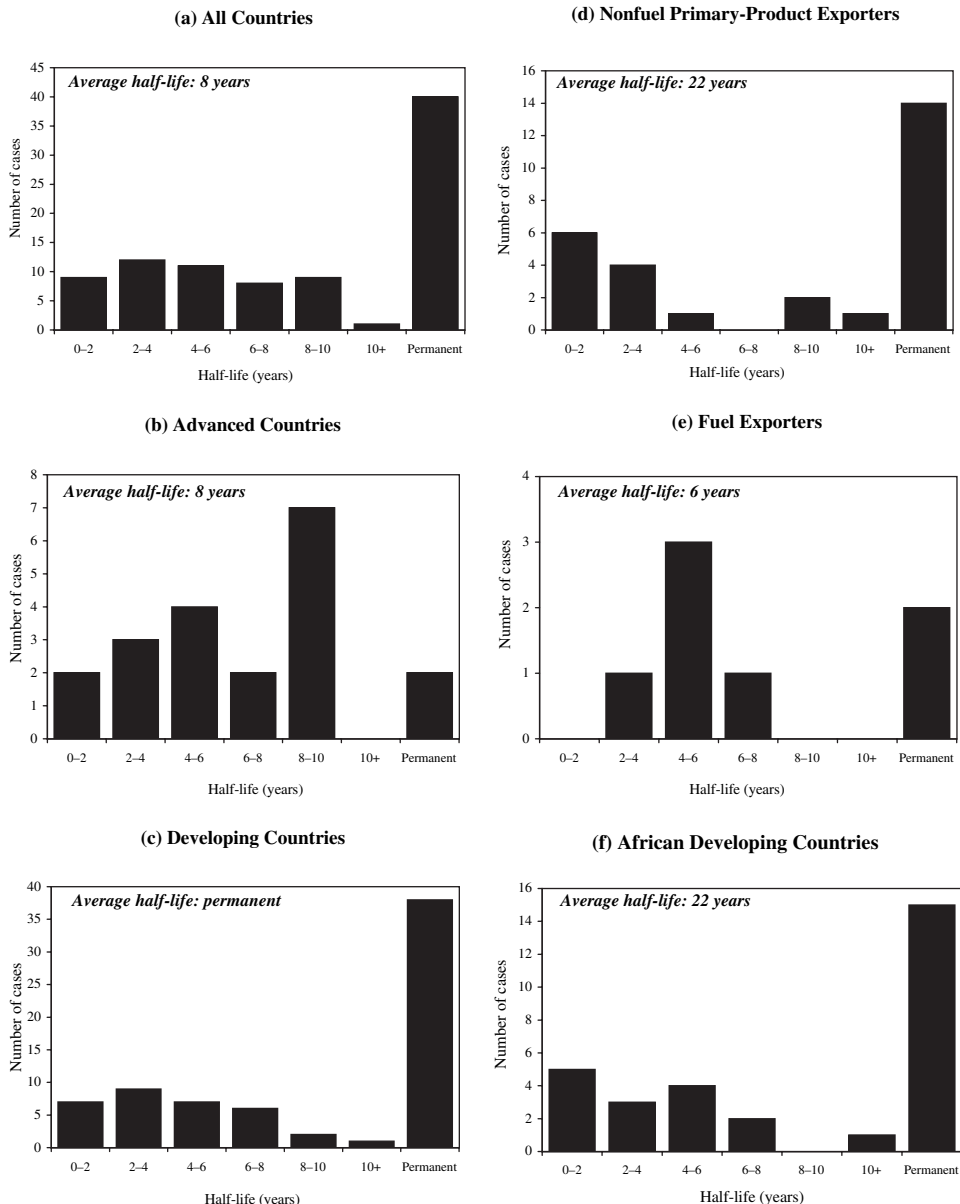 (a) All Countries
Average half-life: 8 years
Number of cases
45
40
35
30
25
20
15
10
5
0
0–2 2–4 4–6 6–8 8–10 10+ Permanent
Half-life (years)
(b) Advanced Countries
Average half-life: 8 years
Number of cases
8
7
6
5
4
3
2
1
0
0–2 2–4 4–6 6–8 8–10 10+ Permanent
Half-life (years)
(c) Developing Countries
Average half-life: permanent
Number of cases
40
35
30
25
20
15
10
5
0
0–2 2–4 4–6 6–8 8–10 10+ Permanent
Half-life (years)
(d) Nonfuel Primary-Product Exporters
Average half-life: 22 years
Number of cases
16
14
12
10
8
6
4
2
0
0–2 2–4 4–6 6–8 8–10 10+ Permanent
Half-life (years)
(e) Fuel Exporters
Average half-life: 6 years
Number of cases
4
3
2
1
0
0–2 2–4 4–6 6–8 8–10 10+ Permanent
Half-life (years)
(f) African Developing Countries
Average half-life: 22 years
Number of cases
16
14
12
10
8
6
4
2
0
0–2 2–4 4–6 6–8 8–10 10+ Permanent
Half-life (years)